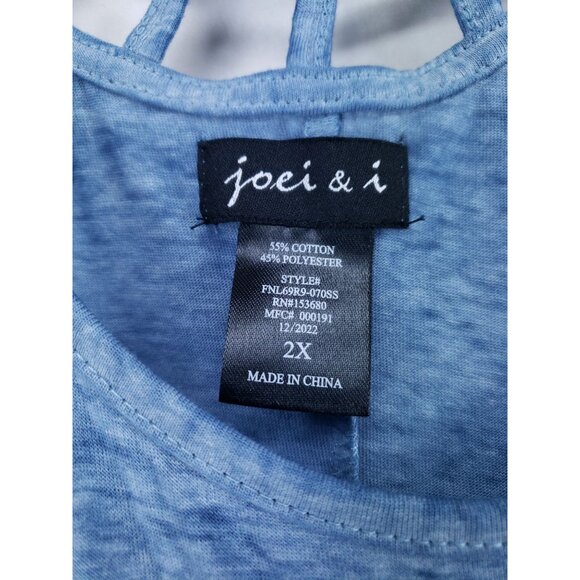 joei & i
55% COTTON
45% POLYESTER
STYLE#
FNL69R9-070SS
RN#153680
MFC# 000191
12/2022
2X
MADE IN CHINA